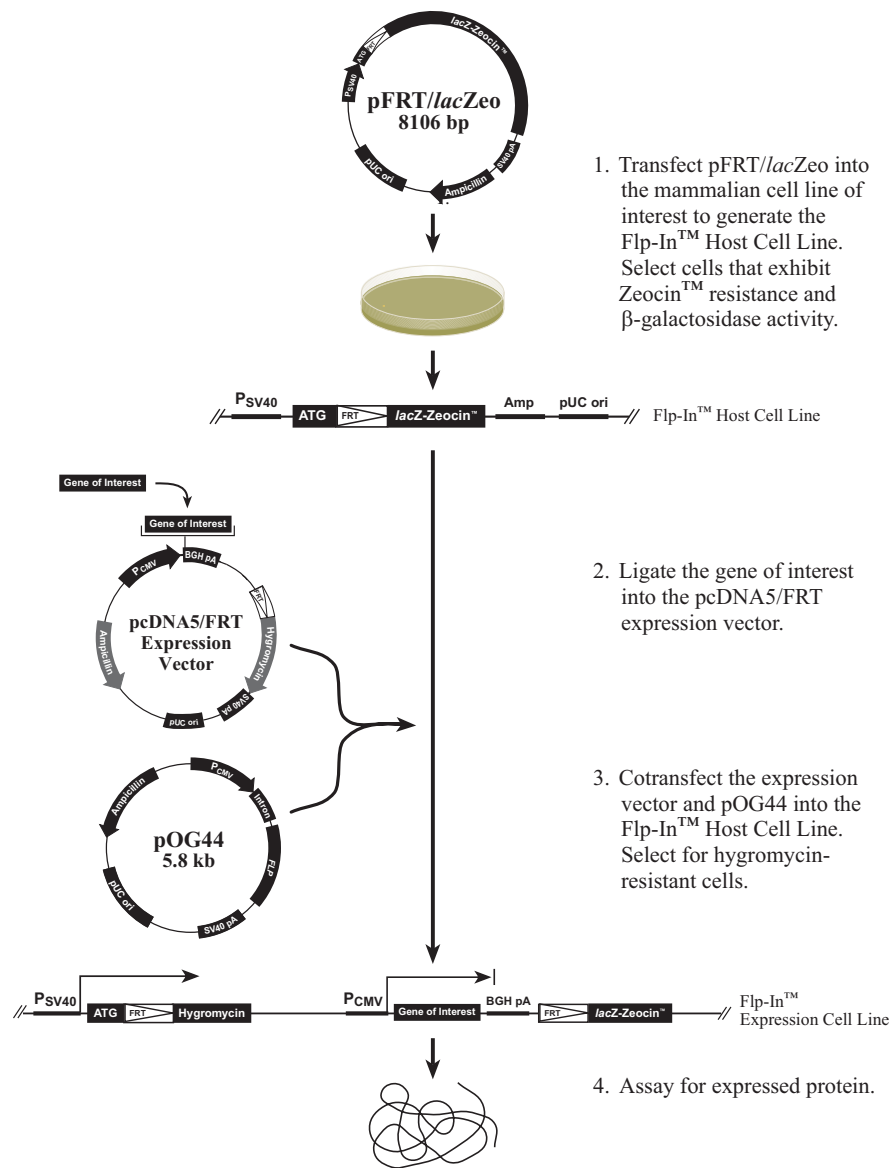 lacZ-Zeocin™
FRT
ATG
PSV40
pFRT/lacZeo
8106 bp
SV40 pA
pUC ori
Ampicillin
1. Transfect pFRT/lacZeo into
the mammalian cell line of
interest to generate the
Flp-In™ Host Cell Line.
Select cells that exhibit
Zeocin™ resistance and
β-galactosidase activity.
PSV40
ATG FRT lacZ-Zeocin™
Amp
pUC ori
Flp-In™ Host Cell Line
Gene of Interest
Gene of Interest
PCMV
BGH pA
FRT
pcDNA5/FRT
Expression
Vector
Ampicillin
Hygromycin
SV40 pA
pUC ori
2. Ligate the gene of interest
into the pcDNA5/FRT
expression vector.
PCMV
Ampicillin
Intron
pOG44
5.8 kb
FLP
pUC ori
SV40 pA
3. Cotransfect the expression
vector and pOG44 into the
Flp-In™ Host Cell Line.
Select for hygromycin-
resistant cells.
PSV40
ATG FRT Hygromycin
PCMV
Gene of Interest
BGH pA
FRT lacZ-Zeocin™
Flp-In™
Expression Cell Line
4. Assay for expressed protein.